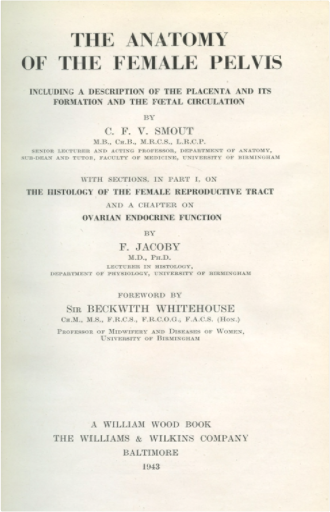 THE ANATOMY
OF THE FEMALE PELVIS
INCLUDING A DESCRIPTION OF THE PLACENTA AND ITS
FORMATION AND THE FŒTAL CIRCULATION
BY
C. F. V. SMOUT
M.B., Ch.B., M.R.C.S., L.R.C.P.
SENIOR LECTURER AND ACTING PROFESSOR, DEPARTMENT OF ANATOMY,
SUB-DEAN AND TUTOR, FACULTY OF MEDICINE, UNIVERSITY OF BIRMINGHAM
WITH SECTIONS, IN PART I, ON
THE HISTOLOGY OF THE FEMALE REPRODUCTIVE TRACT
AND A CHAPTER ON
OVARIAN ENDOCRINE FUNCTION
BY
F. JACOBY
M.D., Ph.D.
LECTURER IN HISTOLOGY,
DEPARTMENT OF PHYSIOLOGY, UNIVERSITY OF BIRMINGHAM
FOREWORD BY
Sir BECKWITH WHITEHOUSE
Ch.M., M.S., F.R.C.S., F.R.C.O.G., F.A.C.S. (Hon.)
Professor of Midwifery and Diseases of Women,
University of Birmingham
A WILLIAM WOOD BOOK
THE WILLIAMS & WILKINS COMPANY
BALTIMORE
1943